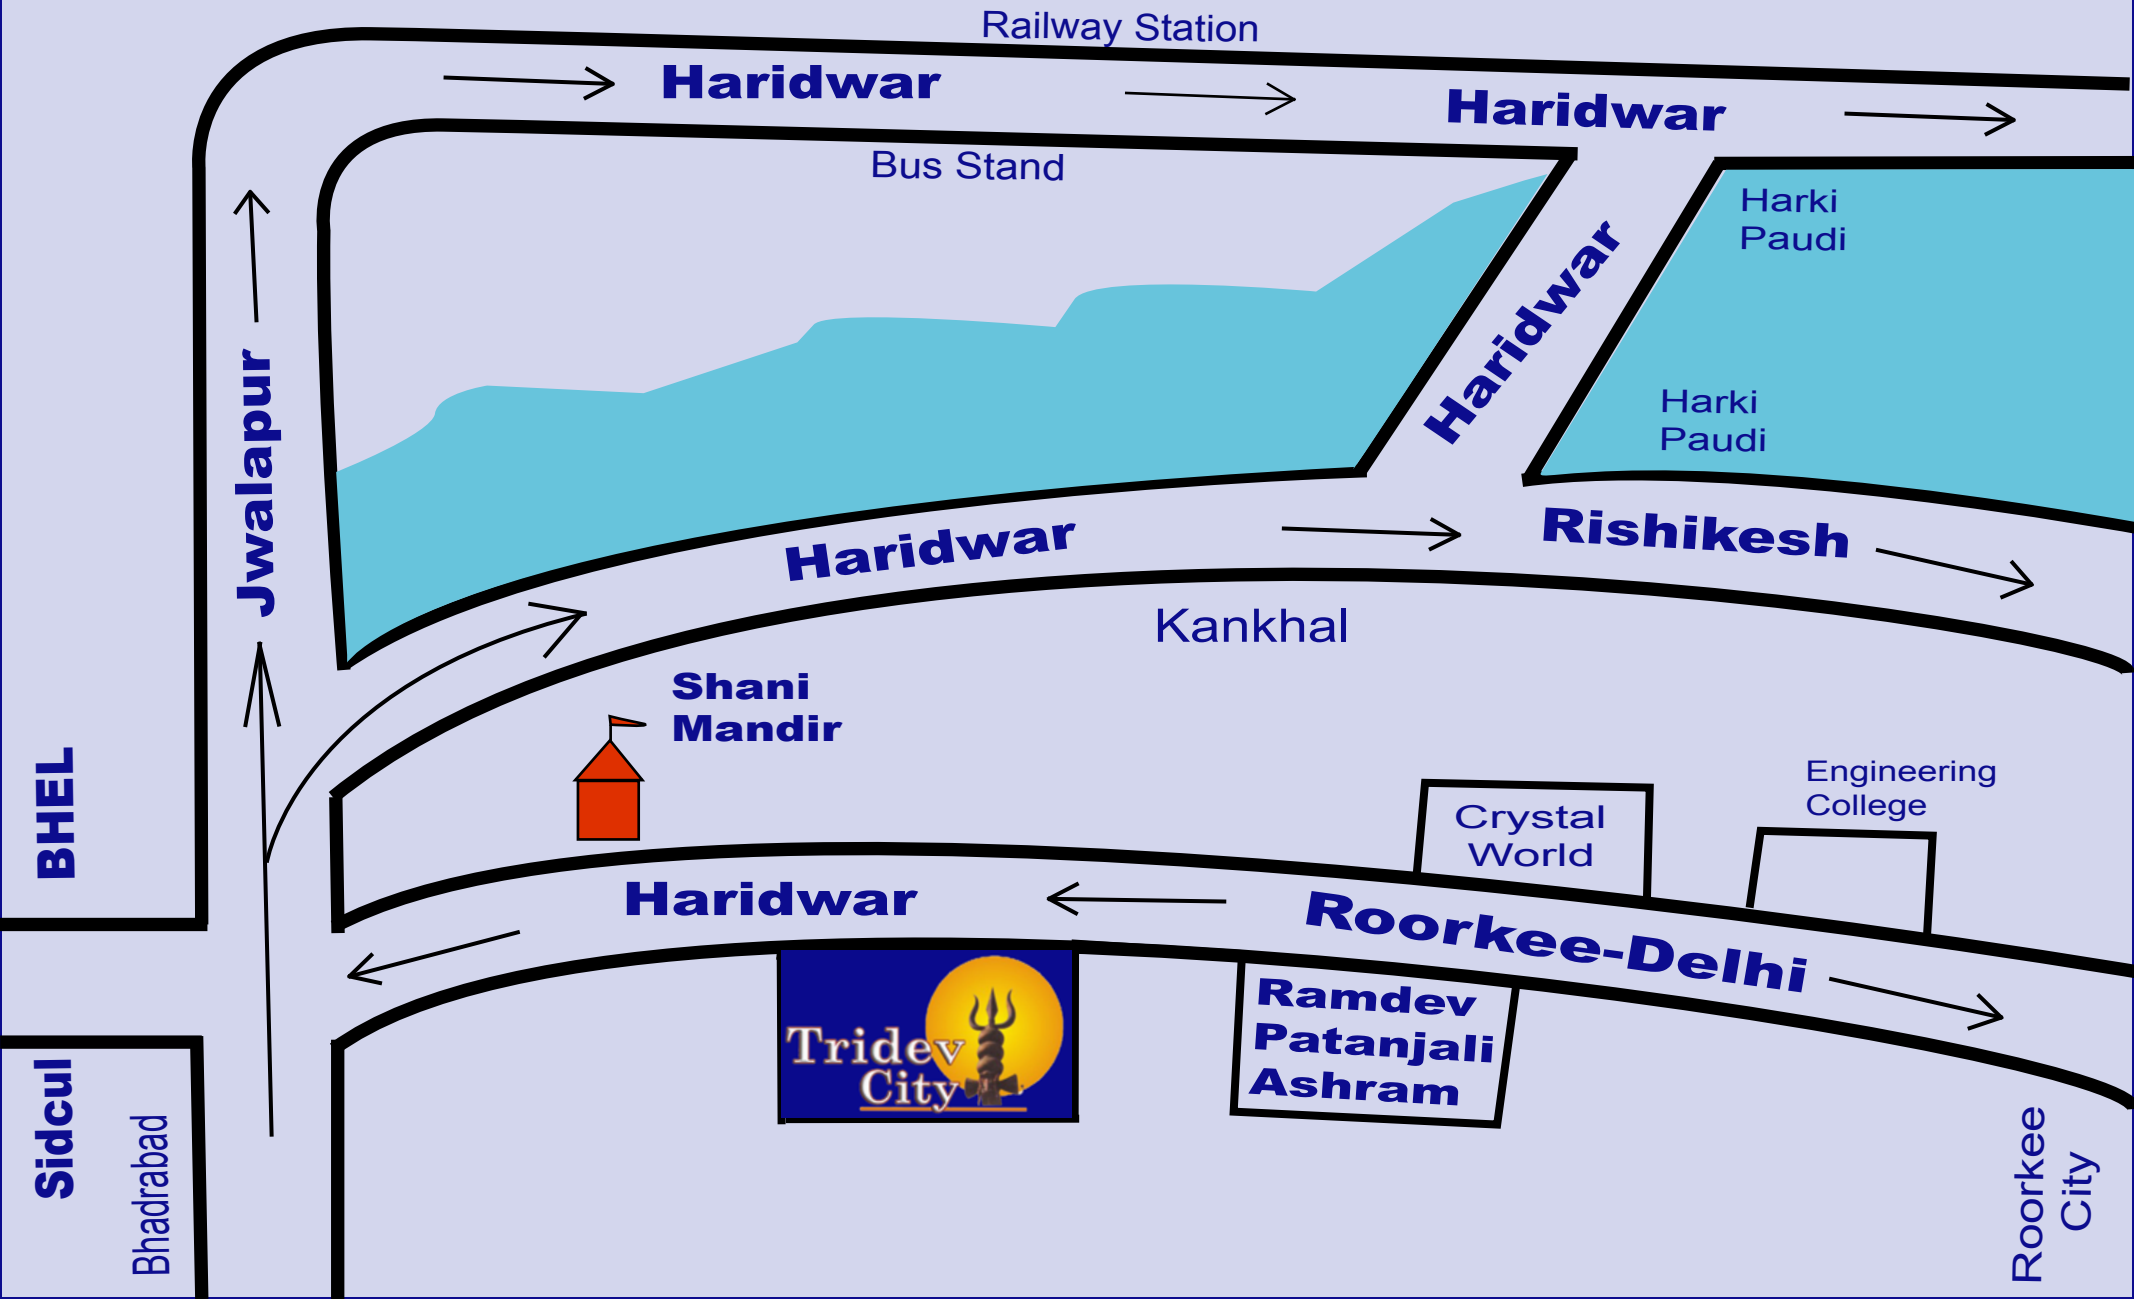 Railway Station
Haridwar
Haridwar
Bus Stand
Harki
Paudi
Haridwar
Harki
Paudi
Jwalapur
Haridwar
Rishikesh
Kankhal
Shani
Mandir
BHEL
Crystal
World
Engineering
College
Haridwar
Roorkee-Delhi
Tridev
City
Ramdev
Patanjali
Ashram
Sidcul
Bhadrabad
Roorkee
City